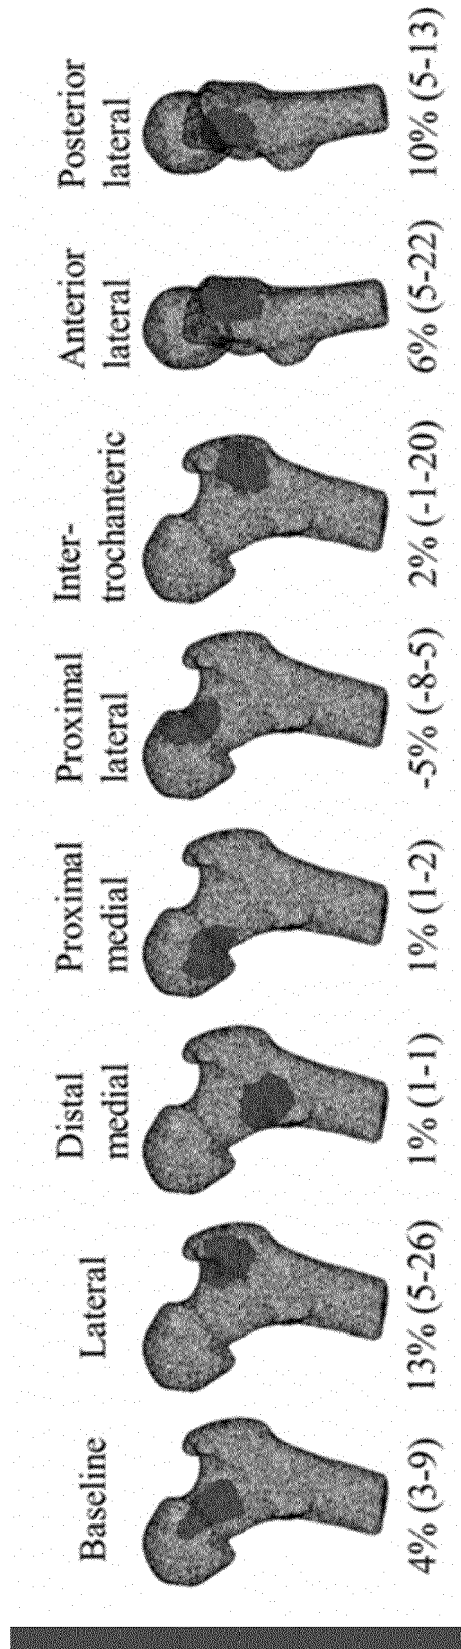 Baseline
Lateral
Distal
medial
Proximal
medial
Proximal
lateral
Inter-
trochanteric
Anterior
lateral
Posterior
lateral
4% (3-9)
13% (5-26)
1% (1-1)
1% (1-2)
-5% (-8-5)
2% (-1-20)
6% (5-22)
10% (5-13)